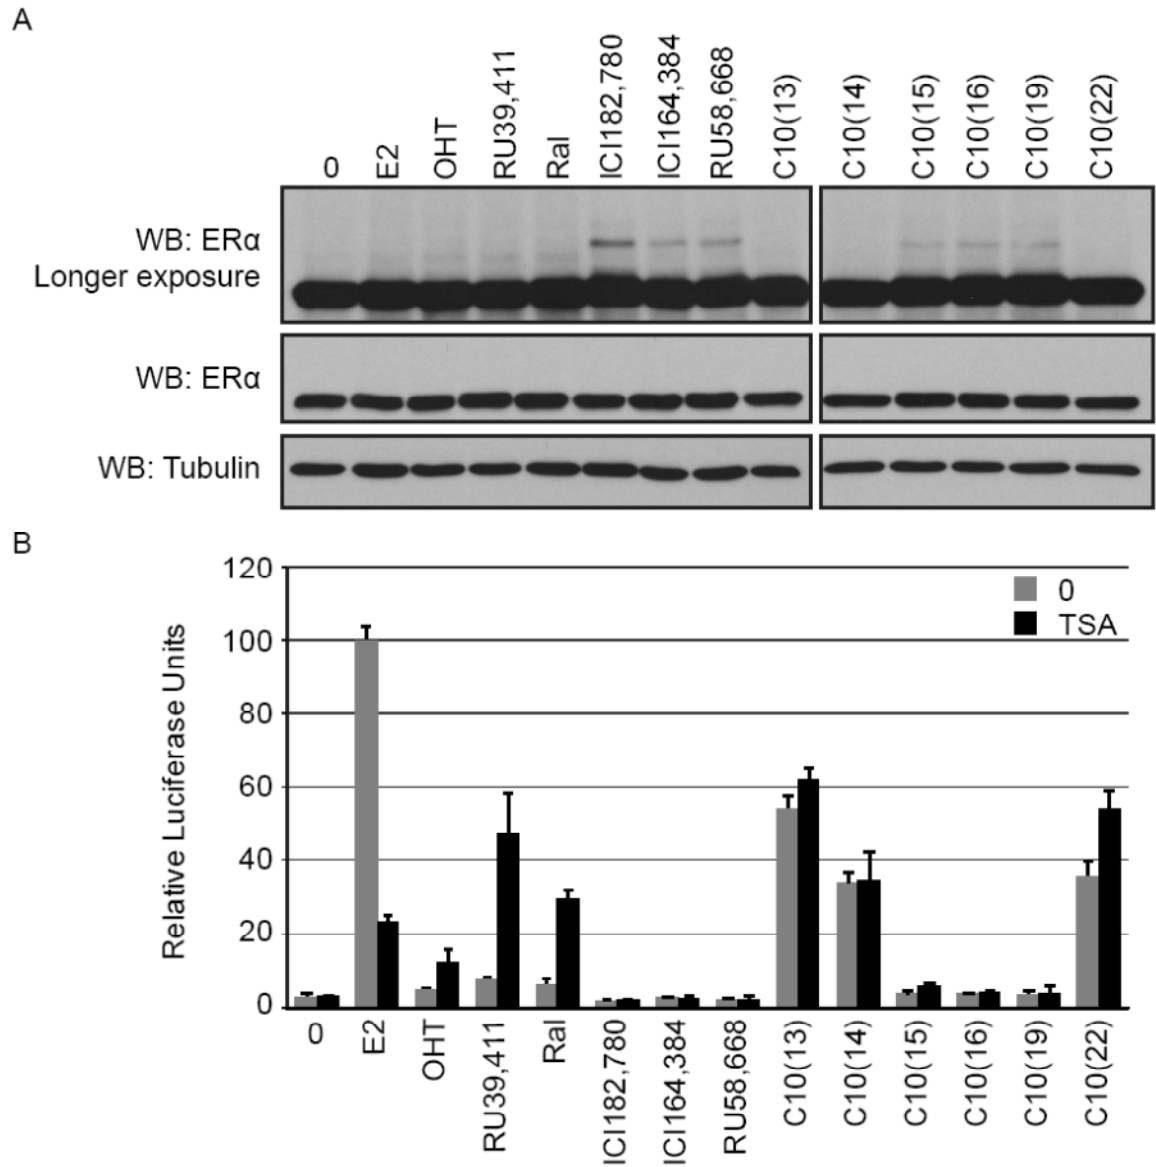 A
0
E2
OHT
RU39,411
Ral
ICI182,780
ICI164,384
RU58,668
C10(13)
C10(14)
C10(15)
C10(16)
C10(19)
C10(22)
WB: ERα
Longer exposure
WB: ERα
WB: Tubulin
B
Relative Luciferase Units
120
100
80
60
40
20
0
0
TSA
0
E2
OHT
RU39,411
Ral
ICI182,780
ICI164,384
RU58,668
C10(13)
C10(14)
C10(15)
C10(16)
C10(19)
C10(22)